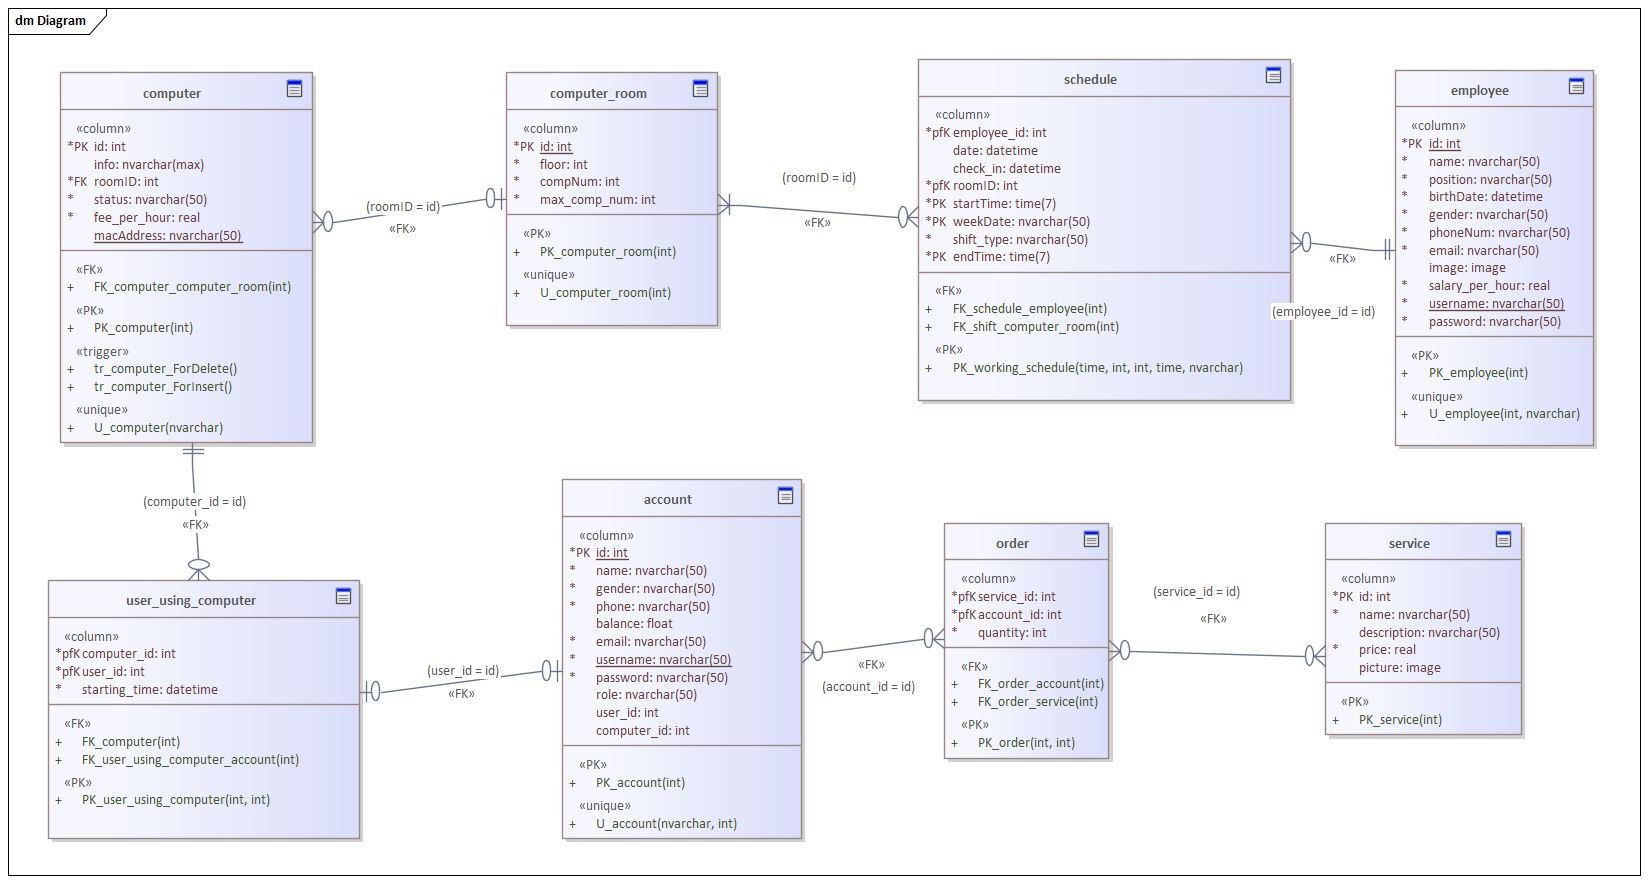 dm Diagram
computer
«column»
*PK id: int
info: nvarchar(max)
*FK roomID: int
* status: nvarchar(50)
* fee_per_hour: real
macAddress: nvarchar(50)
«FK»
+ FK_computer_computer_room(int)
«PK»
+ PK_computer(int)
«trigger»
+ tr_computer_ForDelete()
+ tr_computer_ForInsert()
«unique»
+ U_computer(nvarchar)
(roomID = id)
«FK»
computer_room
«column»
*PK id: int
* floor: int
* compNum: int
* max_comp_num: int
«PK»
+ PK_computer_room(int)
«unique»
+ U_computer_room(int)
(roomID = id)
«FK»
schedule
«column»
*pfK employee_id: int
date: datetime
check_in: datetime
*pfK roomID: int
*PK startTime: time(7)
*PK weekDate: nvarchar(50)
* shift_type: nvarchar(50)
*PK endTime: time(7)
«FK»
+ FK_schedule_employee(int)
+ FK_shift_computer_room(int)
«PK»
+ PK_working_schedule(time, int, int, time, nvarchar)
«FK»
(employee_id = id)
employee
«column»
*PK id: int
* name: nvarchar(50)
* position: nvarchar(50)
* birthDate: datetime
* gender: nvarchar(50)
* phoneNum: nvarchar(50)
* email: nvarchar(50)
image: image
* salary_per_hour: real
* username: nvarchar(50)
* password: nvarchar(50)
«PK»
+ PK_employee(int)
«unique»
+ U_employee(int, nvarchar)
(computer_id = id)
«FK»
user_using_computer
«column»
*pfK computer_id: int
*pfK user_id: int
* starting_time: datetime
«FK»
+ FK_computer(int)
+ FK_user_using_computer_account(int)
«PK»
+ PK_user_using_computer(int, int)
(user_id = id)
«FK»
account
«column»
*PK id: int
* name: nvarchar(50)
* gender: nvarchar(50)
* phone: nvarchar(50)
balance: float
* email: nvarchar(50)
* username: nvarchar(50)
* password: nvarchar(50)
role: nvarchar(50)
user_id: int
computer_id: int
«PK»
+ PK_account(int)
«unique»
+ U_account(nvarchar, int)
«FK»
(account_id = id)
order
«column»
*pfK service_id: int
*pfK account_id: int
* quantity: int
«FK»
+ FK_order_account(int)
+ FK_order_service(int)
«PK»
+ PK_order(int, int)
(service_id = id)
«FK»
service
«column»
*PK id: int
* name: nvarchar(50)
description: nvarchar(50)
* price: real
picture: image
«PK»
+ PK_service(int)